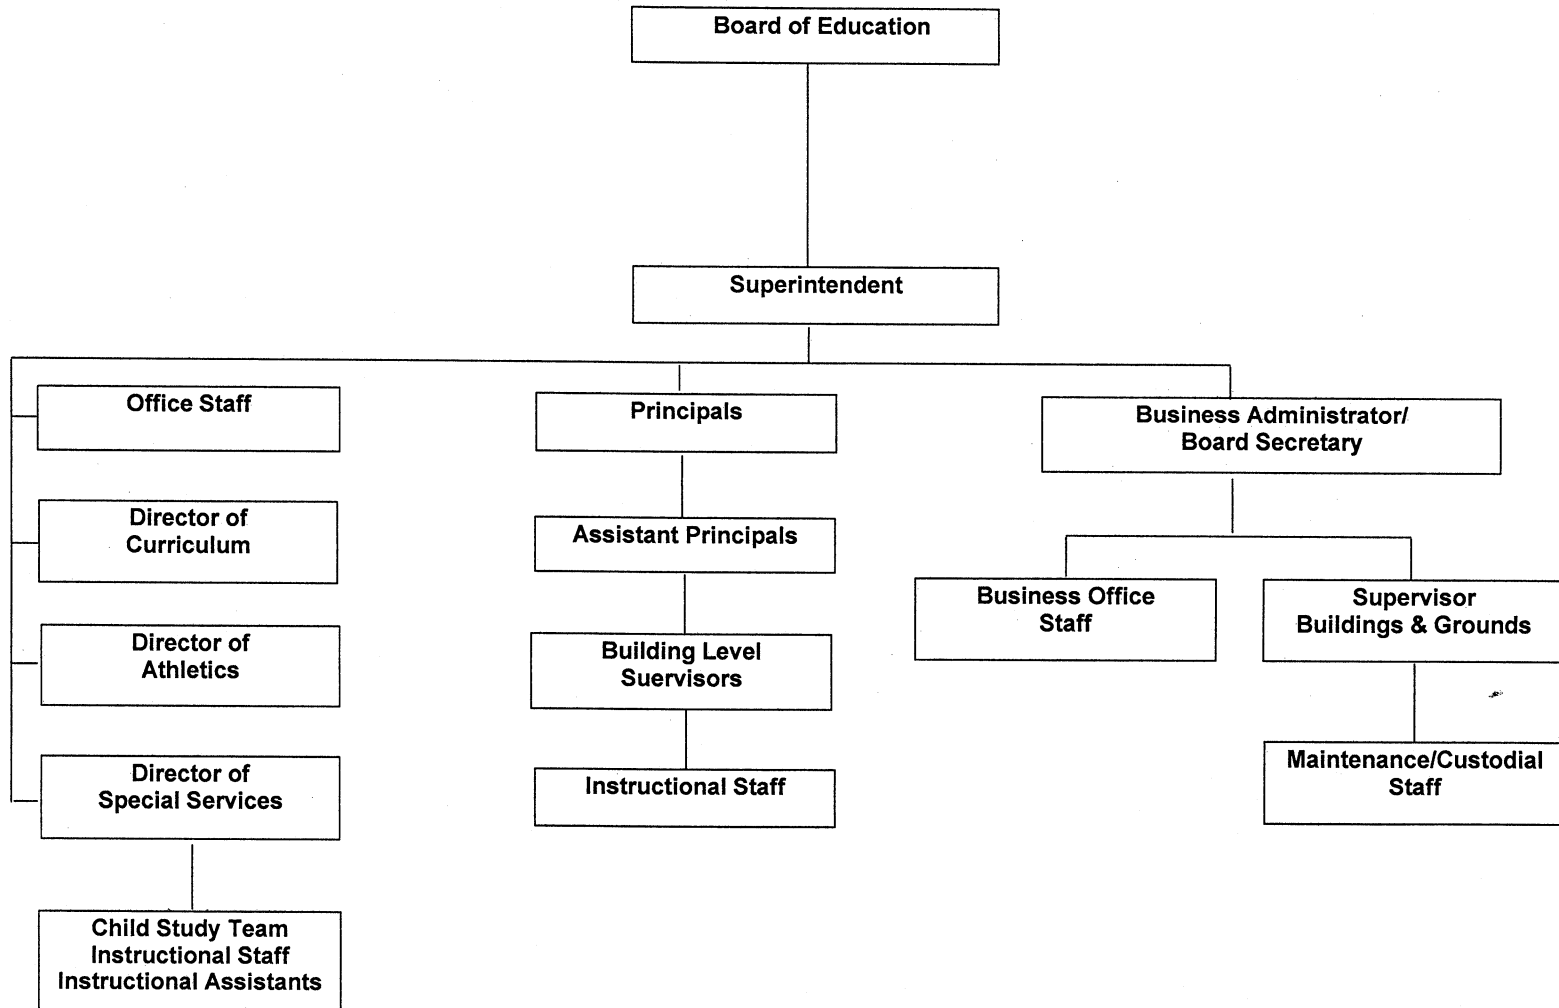 Board of Education
Superintendent
Office Staff
Director of
Curriculum
Director of
Athletics
Director of
Special Services
Child Study Team
Instructional Staff
Instructional Assistants
Principals
Assistant Principals
Building Level
Suervisors
Instructional Staff
Business Administrator/
Board Secretary
Business Office
Staff
Supervisor
Buildings & Grounds
Maintenance/Custodial
Staff